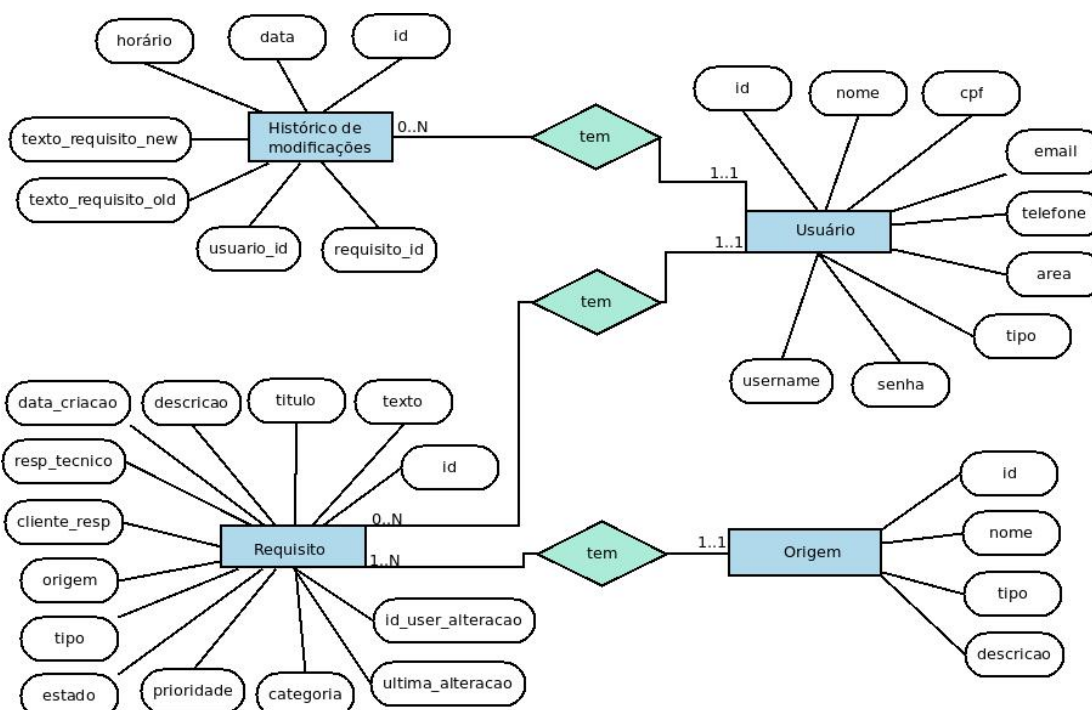 horário
data
id
texto_requisito_new
Histórico de
modificações
0..N
tem
texto_requisito_old
usuario_id
requisito_id
id
nome
cpf
email
1..1
telefone
Usuário
1..1
area
tem
tipo
username
senha
data_criacao
descricao
titulo
texto
resp_tecnico
id
cliente_resp
0..N
Requisito
1..N
tem
1..1
Origem
id
nome
tipo
descricao
origem
tipo
estado
prioridade
categoria
id_user_alteracao
ultima_alteracao